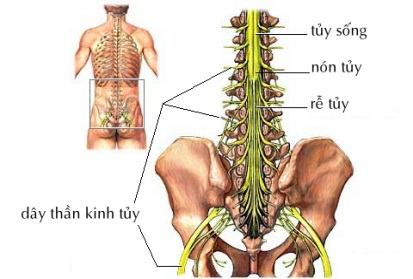 tủy sống
nón tủy
rễ tủy
dây thần kinh tủy